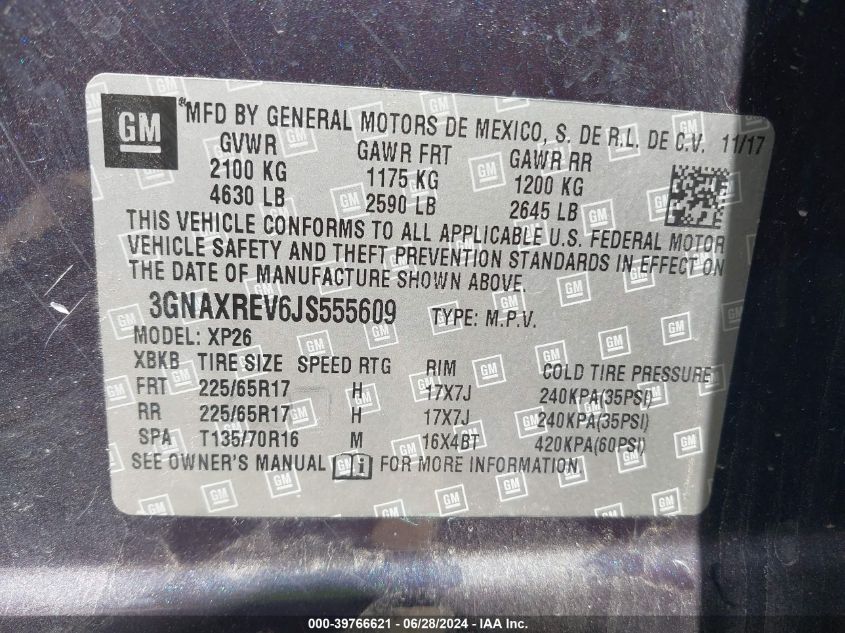 GM ®MFD BY GENERAL MOTORS DE MEXICO, S. DE R.L. DE C.V. 11/17
GVWR GAWR FRT GAWR RR
2100 KG 1175 KG 1200 KG
4630 LB 2590 LB 2645 LB
THIS VEHICLE CONFORMS TO ALL APPLICABLE U.S. FEDERAL MOTOR
VEHICLE SAFETY AND THEFT PREVENTION STANDARDS IN EFFECT ON
THE DATE OF MANUFACTURE SHOWN ABOVE.
3GNAXREV6JS555609 TYPE: M.P.V.
MODEL: XP26
XBKB TIRE SIZE SPEED RTG RIM COLD TIRE PRESSURE
FRT 225/65R17 H 17X7J 240KPA(35PSI)
RR 225/65R17 H 17X7J 240KPA(35PSI)
SPA T135/70R16 M 16X4BT 420KPA(60PSI)
SEE OWNER'S MANUAL i FOR MORE INFORMATION.
000-39766621 / 06/28/2024 - IAA Inc.